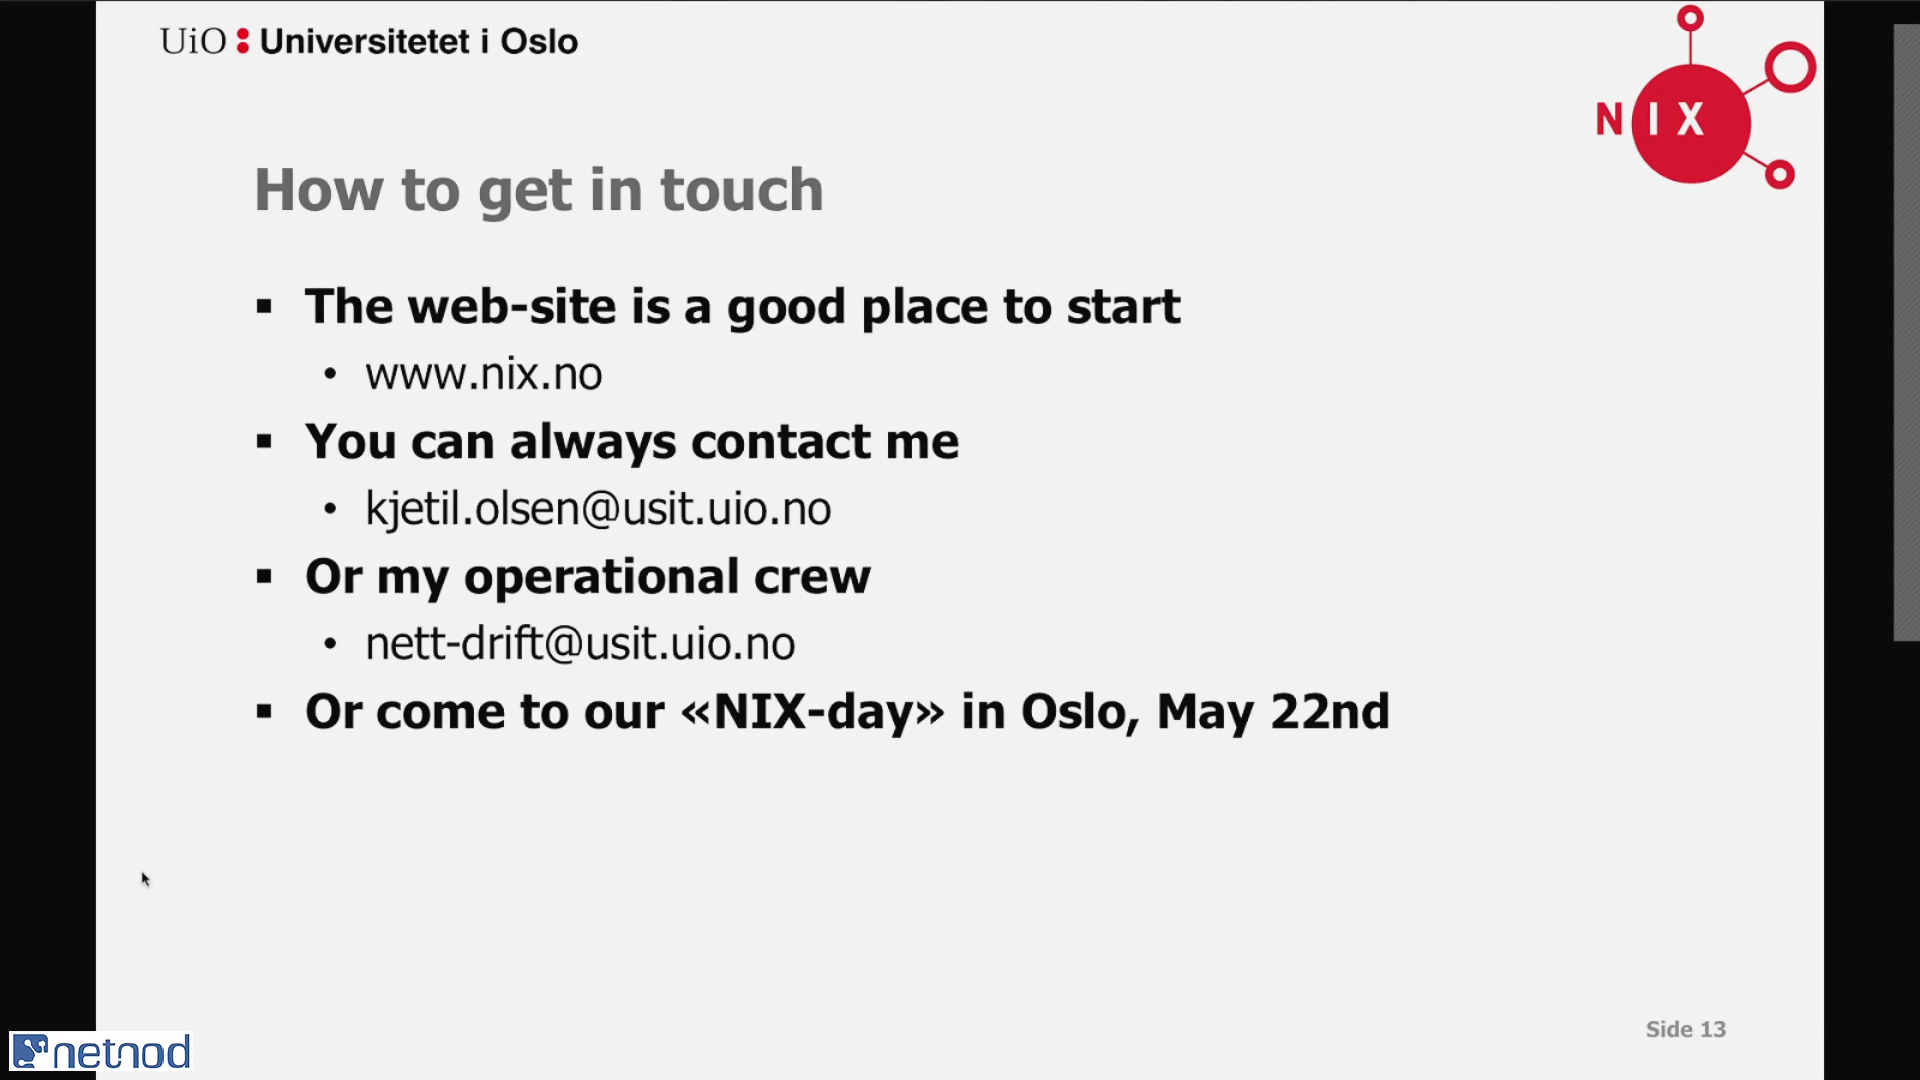 UiO : Universitetet i Oslo
NIX
How to get in touch
▪ The web-site is a good place to start
• www.nix.no
▪ You can always contact me
• kjetil.olsen@usit.uio.no
▪ Or my operational crew
• nett-drift@usit.uio.no
▪ Or come to our «NIX-day» in Oslo, May 22nd
Side 13
netnod